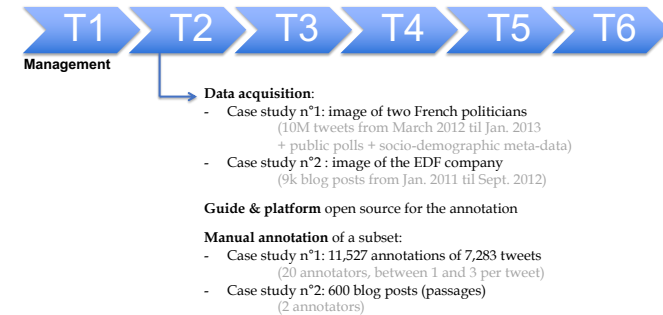 T1 T2 T3 T4 T5 T6
Management
Data acquisition:
- Case study n°1: image of two French politicians
(10M tweets from March 2012 til Jan. 2013
+ public polls + socio-demographic meta-data)
- Case study n°2 : image of the EDF company
(9k blog posts from Jan. 2011 til Sept. 2012)
Guide & platform open source for the annotation
Manual annotation of a subset:
- Case study n°1: 11,527 annotations of 7,283 tweets
(20 annotators, between 1 and 3 per tweet)
- Case study n°2: 600 blog posts (passages)
(2 annotators)